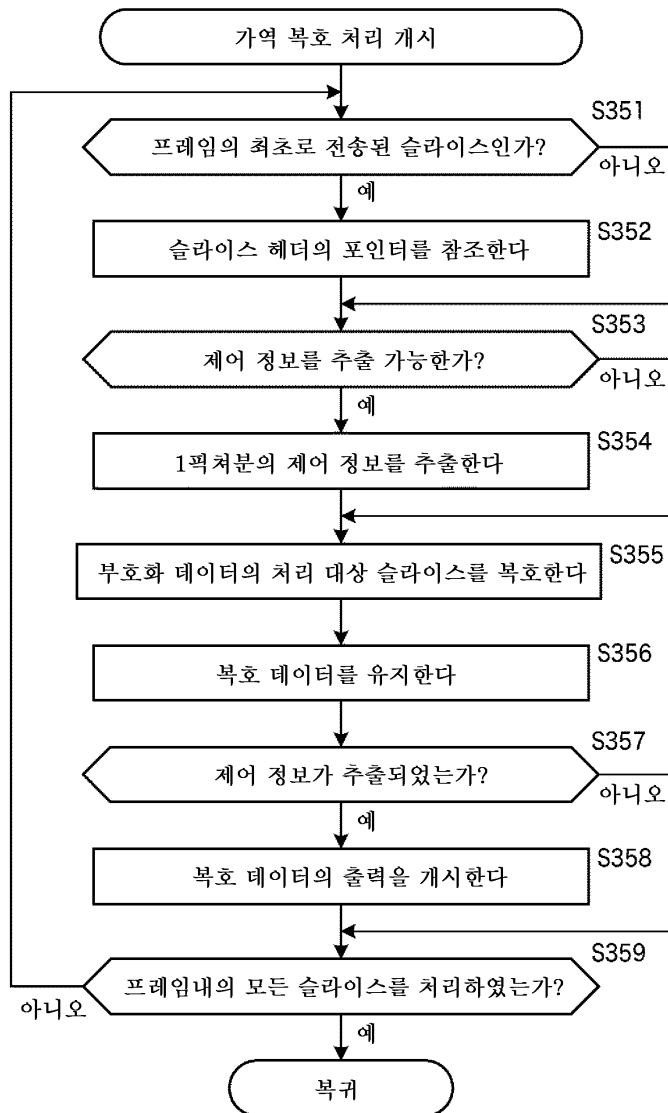 가역 복호 처리 개시
S351
프레임의 최초로 전송된 슬라이스인가?
아니오
예
S352
슬라이스 헤더의 포인터를 참조한다
S353
제어 정보를 추출 가능한가?
아니오
예
S354
1픽쳐분의 제어 정보를 추출한다
S355
부호화 데이터의 처리 대상 슬라이스를 복호한다
S356
복호 데이터를 유지한다
S357
제어 정보가 추출되었는가?
아니오
예
S358
복호 데이터의 출력을 개시한다
S359
프레임내의 모든 슬라이스를 처리하였는가?
아니오
예
복귀